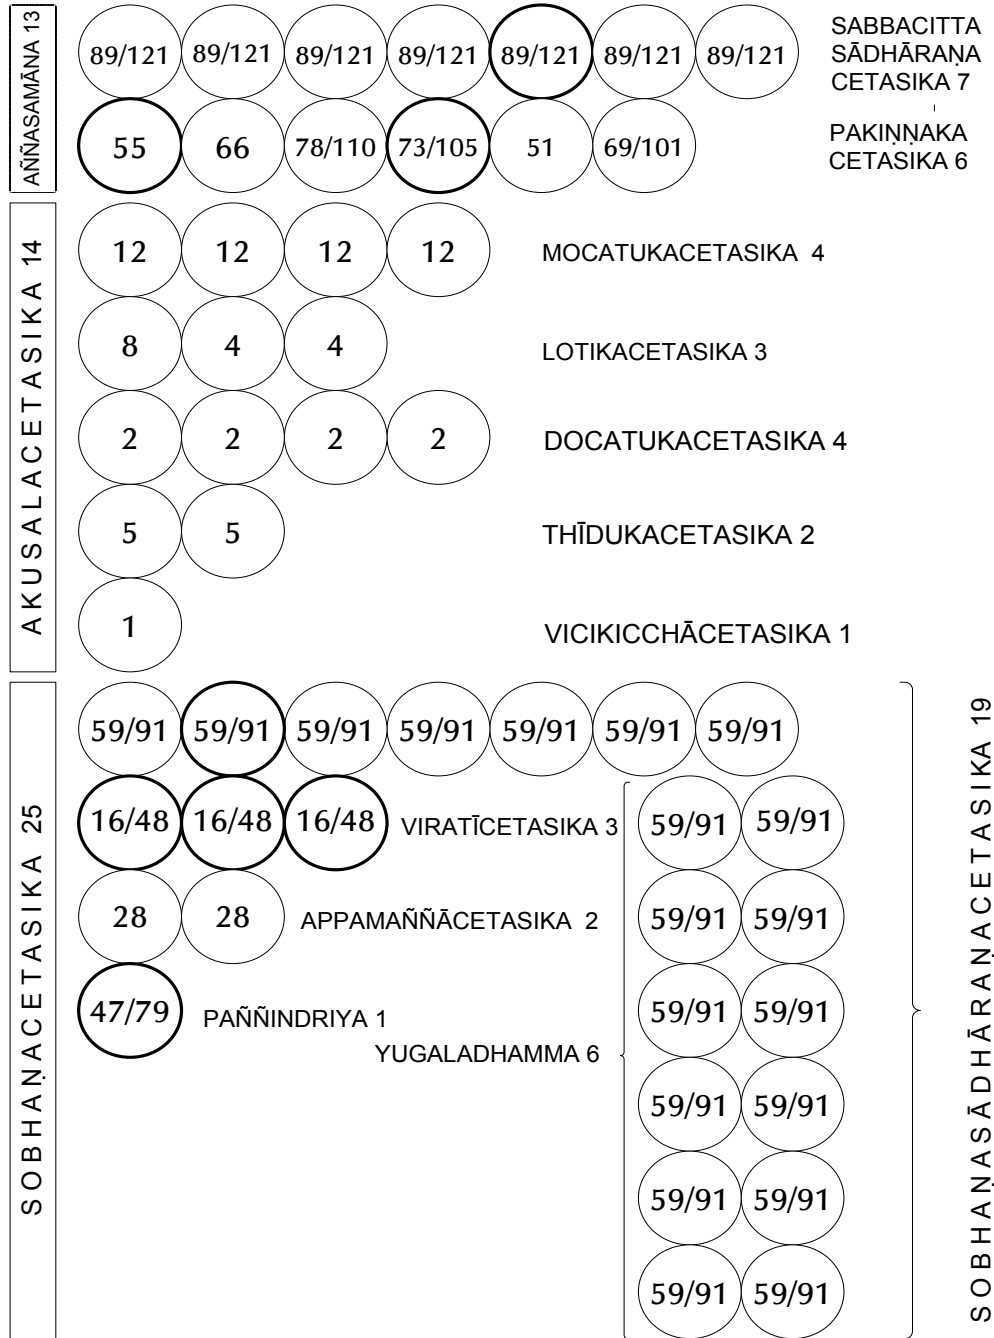 AÑÑASAMĀNA 13
89/121 89/121 89/121 89/121 89/121 89/121 89/121
SABBACITTA
SĀDHĀRAṆA
CETASIKA 7
55 66 78/110 73/105 51 69/101
PAKIṆṆAKA
CETASIKA 6
AKUSALACETASIKA 14
12 12 12 12 MOCATUKACETASIKA 4
8 4 4 LOTIKACETASIKA 3
2 2 2 2 DOCATUKACETASIKA 4
5 5 THĪDUKACETASIKA 2
1 VICIKICCHĀCETASIKA 1
SOBHAṆACETASIKA 25
59/91 59/91 59/91 59/91 59/91 59/91 59/91
16/48 16/48 16/48 VIRATĪCETASIKA 3 59/91 59/91
28 28 APPAMAÑÑĀCETASIKA 2 59/91 59/91
47/79 PAÑÑINDRIYA 1 59/91 59/91
YUGALADHAMMA 6
59/91 59/91
59/91 59/91
59/91 59/91
SOBHAṆASĀDHĀRAṆACETASIKA 19